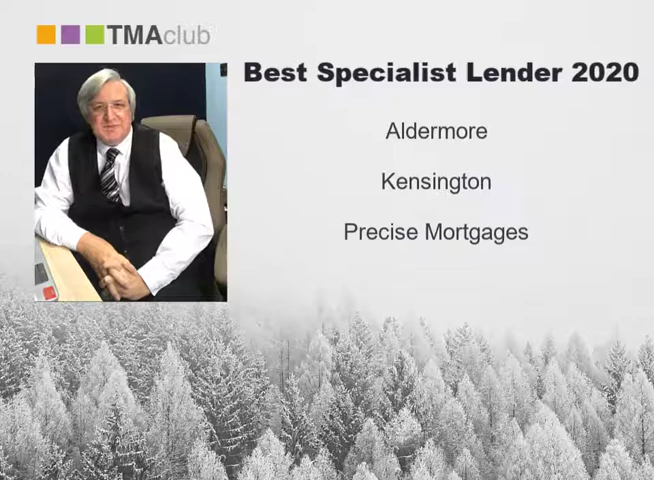 TMAclub
Best Specialist Lender 2020
Aldermore
Kensington
Precise Mortgages